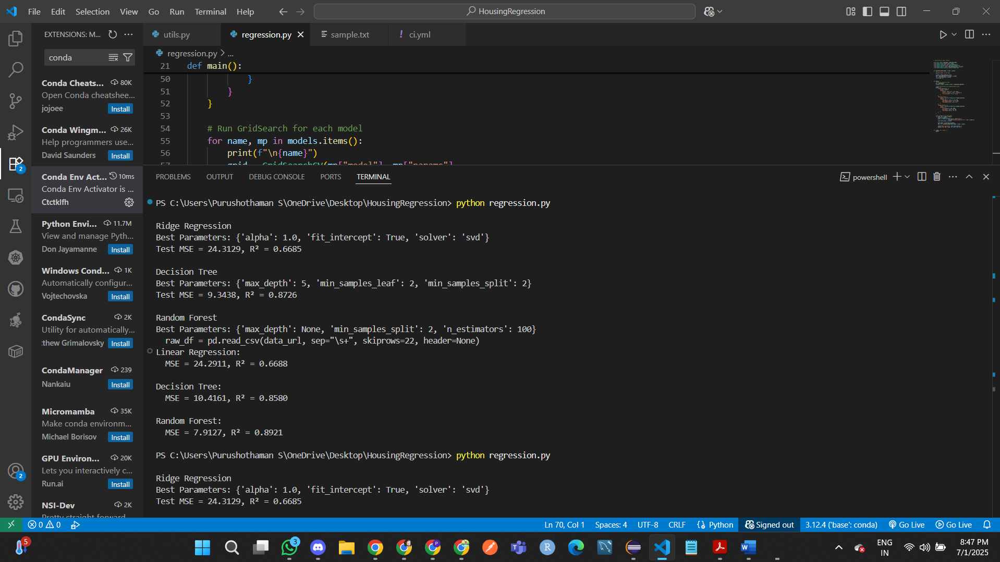 File Edit Selection View Go Run Terminal Help
HousingRegression
EXTENSIONS: M...
utils.py
regression.py
sample.txt
! ci.yml
conda
regression.py > ...
Conda Cheats... 80K
Open Conda cheatshee...
jojoee Install
Conda Wingm... 26K
Help programmers use...
David Saunders Install
Conda Env Act... 10ms
Conda Env Activator is ...
Ctctklfh
Python Envi... 11.7M
View and manage Pyth...
Don Jayamanne Install
Windows Cond... 1K
Automatically configur...
Vojtechovska Install
CondaSync 2K
Utility for automatically...
:thew Grimalovsky Install
CondaManager 239
Nankaiu Install
Micromamba 35K
Make conda environm...
Michael Borisov Install
GPU Environ... 20K
Lets you interactively c...
Run.ai Install
NSI-Dev 2K
Pretty straight forward
2
2
21 def main():
50 }
51 }
52 }
53
54 # Run GridSearch for each model
55 for name, mp in models.items():
56 print(f"\n{name}")
57 grid = GridSearchCV(mp["model"], mp["params"],
PROBLEMS OUTPUT DEBUG CONSOLE PORTS TERMINAL
powershell
PS C:\Users\Purushothaman S\OneDrive\Desktop\HousingRegression> python regression.py
Ridge Regression
Best Parameters: {'alpha': 1.0, 'fit_intercept': True, 'solver': 'svd'}
Test MSE = 24.3129, R² = 0.6685
Decision Tree
Best Parameters: {'max_depth': 5, 'min_samples_leaf': 2, 'min_samples_split': 2}
Test MSE = 9.3438, R² = 0.8726
Random Forest
Best Parameters: {'max_depth': None, 'min_samples_split': 2, 'n_estimators': 100}
raw_df = pd.read_csv(data_url, sep="\s+", skiprows=22, header=None)
Linear Regression:
MSE = 24.2911, R² = 0.6688
Decision Tree:
MSE = 10.4161, R² = 0.8580
Random Forest:
MSE = 7.9127, R² = 0.8921
PS C:\Users\Purushothaman S\OneDrive\Desktop\HousingRegression> python regression.py
Ridge Regression
Best Parameters: {'alpha': 1.0, 'fit_intercept': True, 'solver': 'svd'}
Test MSE = 24.3129, R² = 0.6685
0 0
Ln 70, Col 1 Spaces: 4 UTF-8 CRLF {} Python Signed out 3.12.4 ('base': conda) Go Live Go Live
5
3
ENG
IN
8:47 PM
7/1/2025